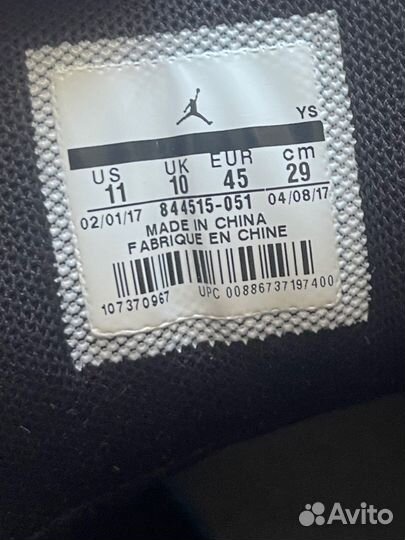 YS
US UK EUR cm
11 10 45 29
02/01/17 844515-051 04/08/17
MADE IN CHINA
FABRIQUE EN CHINE
107370967 UPC 00886737197400
Avito